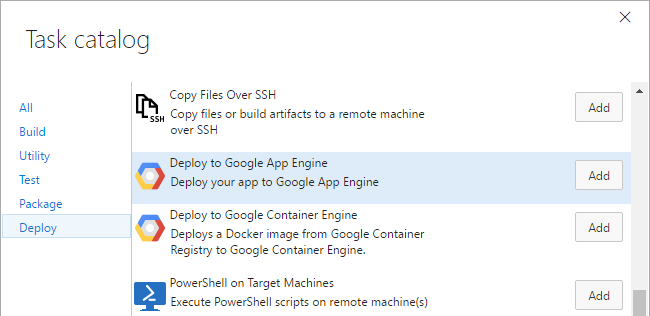 Task catalog
All
Build
Utility
Test
Package
Deploy
SSH
Copy Files Over SSH
Copy files or build artifacts to a remote machine
over SSH
Add
Deploy to Google App Engine
Deploy your app to Google App Engine
Add
Deploy to Google Container Engine
Deploys a Docker image from Google Container
Registry to Google Container Engine.
Add
PowerShell on Target Machines
Execute PowerShell scripts on remote machine(s)
Add